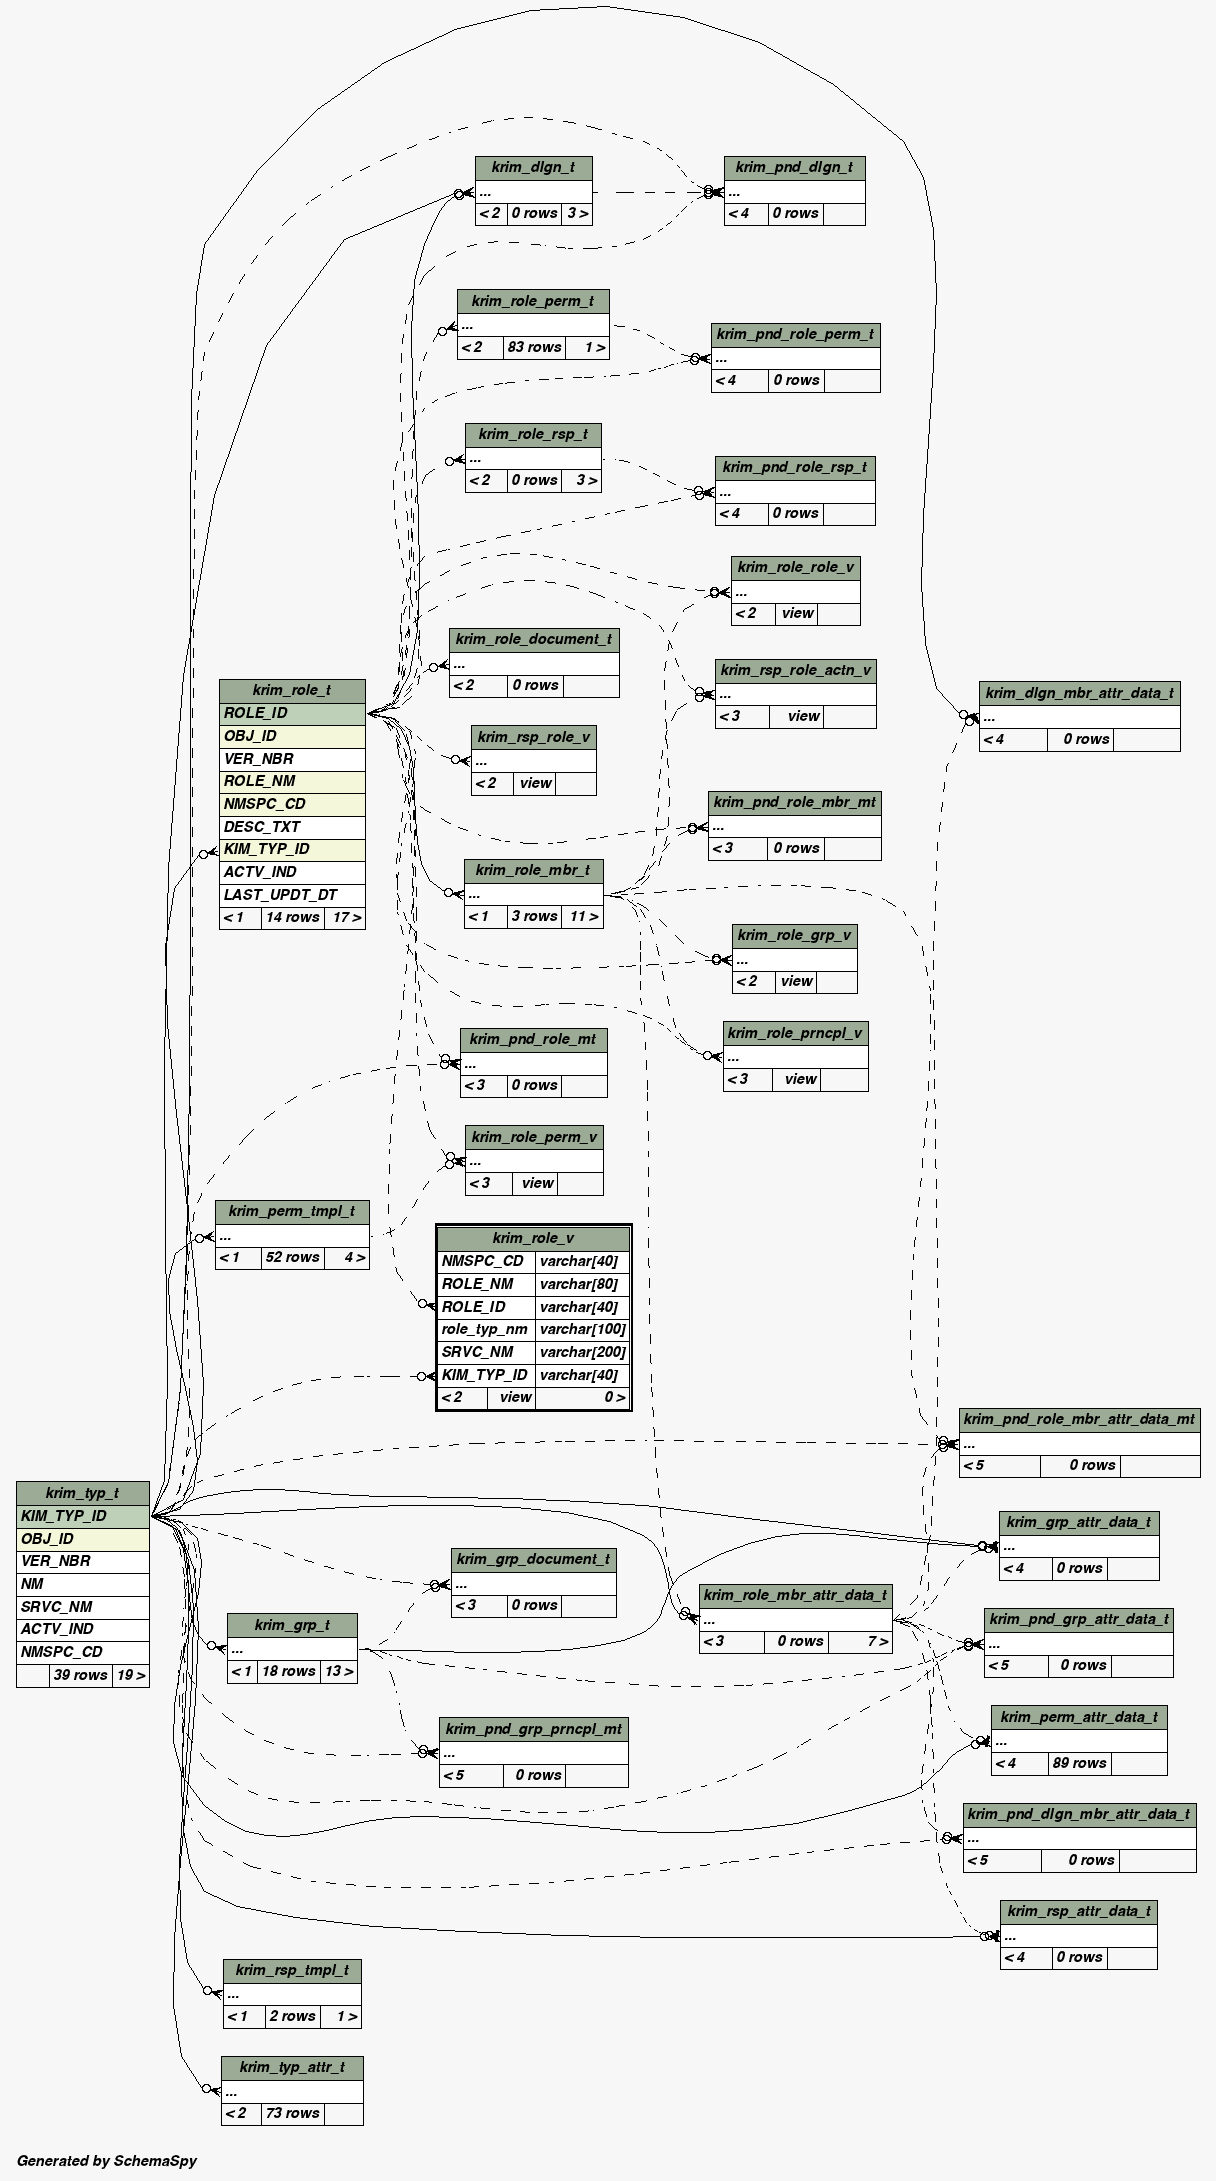 krim_dlgn_t
...
< 2 0 rows 3 >
krim_pnd_dlgn_t
...
< 4 0 rows
krim_role_perm_t
...
< 2 83 rows 1 >
krim_pnd_role_perm_t
...
< 4 0 rows
krim_role_rsp_t
...
< 2 0 rows 3 >
krim_pnd_role_rsp_t
...
< 4 0 rows
krim_role_role_v
...
< 2 view
krim_role_document_t
...
< 2 0 rows
krim_rsp_role_actn_v
...
< 3 view
krim_dlgn_mbr_attr_data_t
...
< 4 0 rows
krim_role_t
ROLE_ID
OBJ_ID
VER_NBR
ROLE_NM
NMSPC_CD
DESC_TXT
KIM_TYP_ID
ACTV_IND
LAST_UPDT_DT
< 1 14 rows 17 >
krim_rsp_role_v
...
< 2 view
krim_pnd_role_mbr_mt
...
< 3 0 rows
krim_role_mbr_t
...
< 1 3 rows 11 >
krim_role_grp_v
...
< 2 view
krim_pnd_role_mt
...
< 3 0 rows
krim_role_prncpl_v
...
< 3 view
krim_role_perm_v
...
< 3 view
krim_perm_tmpl_t
...
< 1 52 rows 4 >
krim_role_v
NMSPC_CD varchar[40]
ROLE_NM varchar[80]
ROLE_ID varchar[40]
role_typ_nm varchar[100]
SRVC_NM varchar[200]
KIM_TYP_ID varchar[40]
< 2 view 0 >
krim_pnd_role_mbr_attr_data_mt
...
< 5 0 rows
krim_typ_t
KIM_TYP_ID
OBJ_ID
VER_NBR
NM
SRVC_NM
ACTV_IND
NMSPC_CD
39 rows 19 >
krim_grp_attr_data_t
...
< 4 0 rows
krim_grp_document_t
...
< 3 0 rows
krim_role_mbr_attr_data_t
...
< 3 0 rows 7 >
krim_grp_t
...
< 1 18 rows 13 >
krim_pnd_grp_attr_data_t
...
< 5 0 rows
krim_pnd_grp_prncpl_mt
...
< 5 0 rows
krim_perm_attr_data_t
...
< 4 89 rows
krim_pnd_dlgn_mbr_attr_data_t
...
< 5 0 rows
krim_rsp_attr_data_t
...
< 4 0 rows
krim_rsp_tmpl_t
...
< 1 2 rows 1 >
krim_typ_attr_t
...
< 2 73 rows
Generated by SchemaSpy